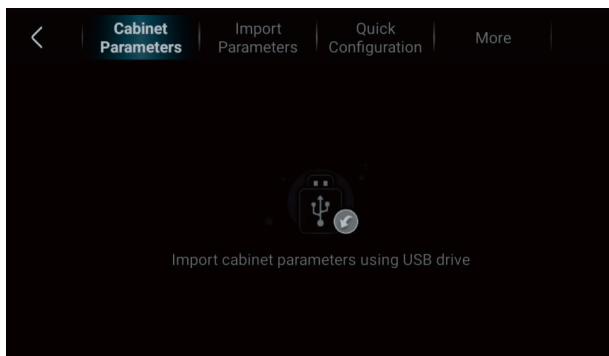 Cabinet
Parameters
Import
Parameters
Quick
Configuration
More
Import cabinet parameters using USB drive